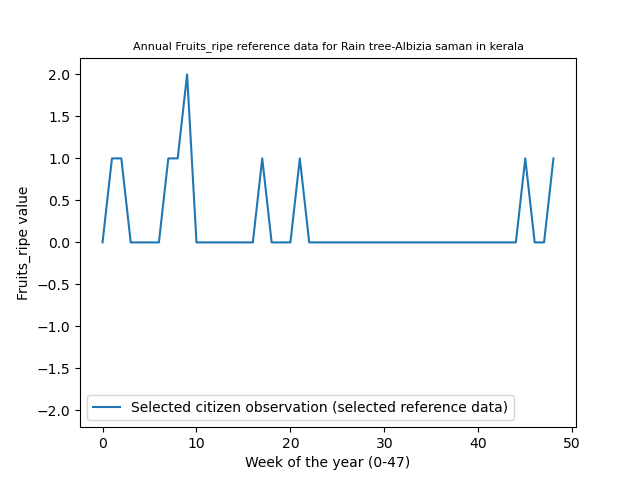 Annual Fruits_ripe reference data for Rain tree-Albizia saman in kerala
2.0
1.5
1.0
0.5
0.0
−0.5
−1.0
−1.5
−2.0
Fruits_ripe value
Selected citizen observation (selected reference data)
0 10 20 30 40 50
Week of the year (0-47)